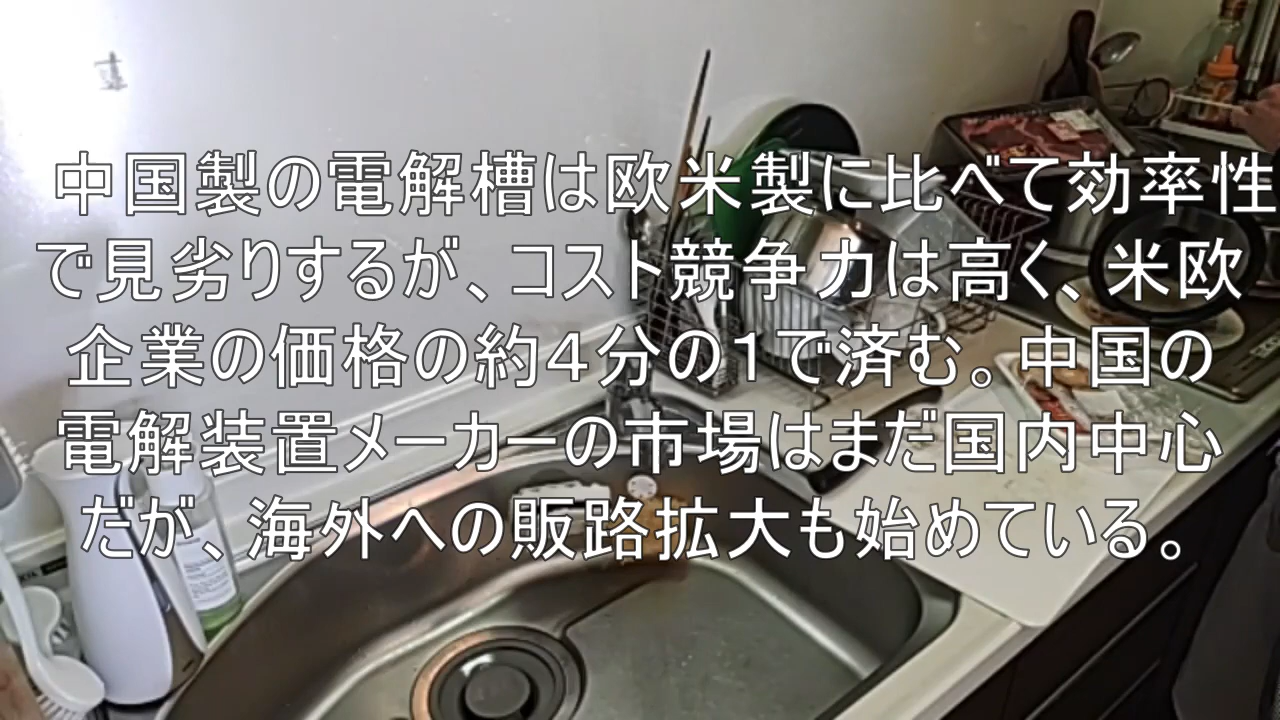 中国製の電解槽は欧米製に比べて効率性
で見劣りするが、コスト競争力は高く、米欧
企業の価格の約4分の1で済む。中国の
電解装置メーカーの市場はまだ国内中心
だが、海外への販路拡大も始めている。